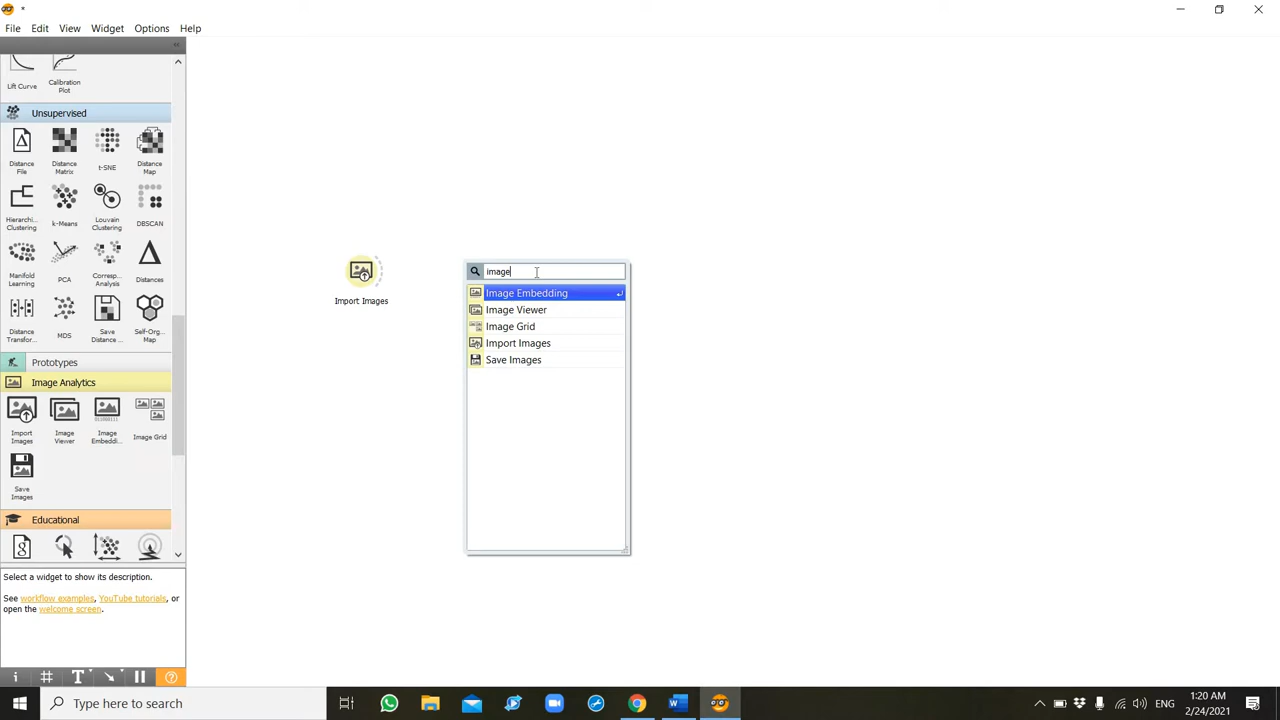 *
File Edit View Widget Options Help
Lift Curve
Calibration
Plot
Unsupervised
Distance
File
Distance
Matrix
t-SNE
Distance
Map
Hierarchi...
Clustering
k-Means
Louvain
Clustering
DBSCAN
Manifold
Learning
PCA
Corresp...
Analysis
Distances
Distance
Transfor...
MDS
Save
Distance ...
Self-Org...
Map
Prototypes
Image Analytics
Import
Images
Image
Viewer
Image
Embeddi...
Image Grid
Save
Images
Educational
Select a widget to show its description.
See workflow examples, YouTube tutorials, or
open the welcome screen.
Import Images
image
Image Embedding
Image Viewer
Image Grid
Import Images
Save Images
Type here to search
ENG
1:20 AM
2/24/2021